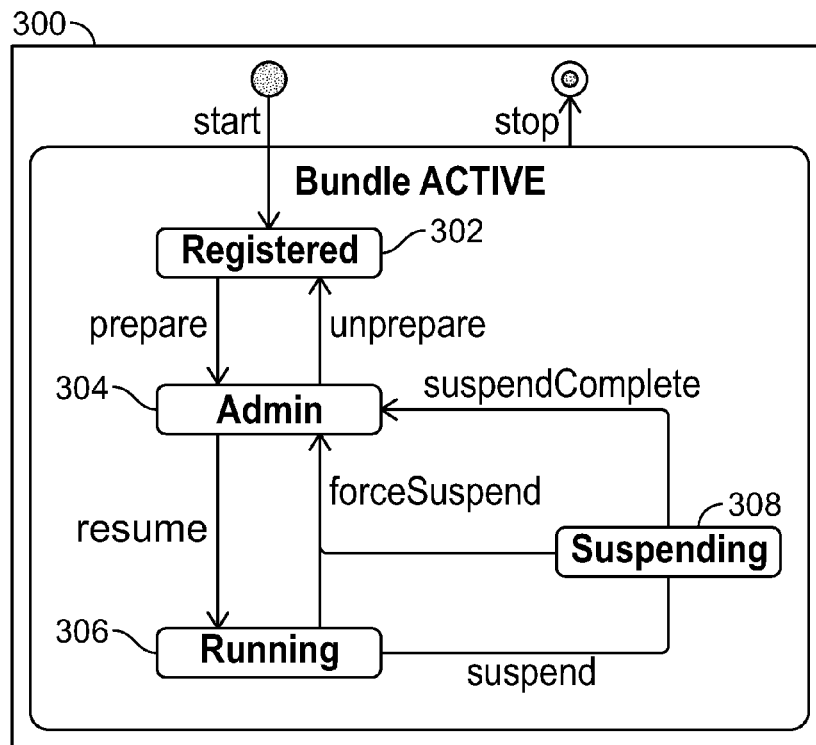 300
start
stop
Bundle ACTIVE
Registered
302
prepare
unprepare
304
Admin
suspendComplete
forceSuspend
308
resume
Suspending
306
Running
suspend